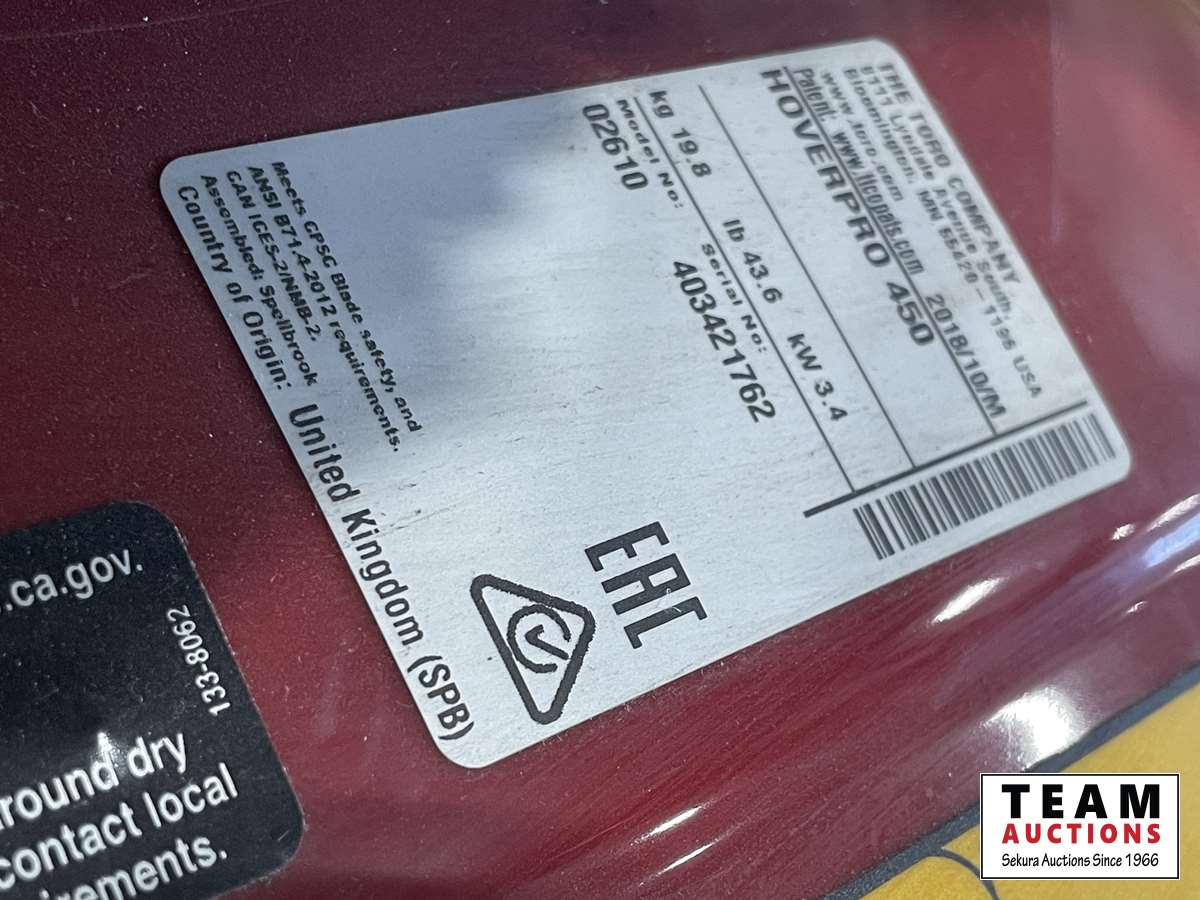 THE TORO COMPANY
8111 Lyndale Avenue South,
Bloomington, MN 55420-1196 USA
www.toro.com
Patent: www.ttcopats.com 2018/10/M
HOVERPRO 450
kg 19.8 lb 43.6 kW 3.4
Model No: Serial No:
02610 403421762
EAC
Meets CPSC Blade safety, and
ANSI B71.4-2012 requirements.
CAN ICES-2/NMB-2.
Assembled: Spellbrook
Country of Origin: United Kingdom (SPB)
.ca.gov.
133-8062
round dry
contact local
irements.
TEAM
AUCTIONS
Sekura Auctions Since 1966